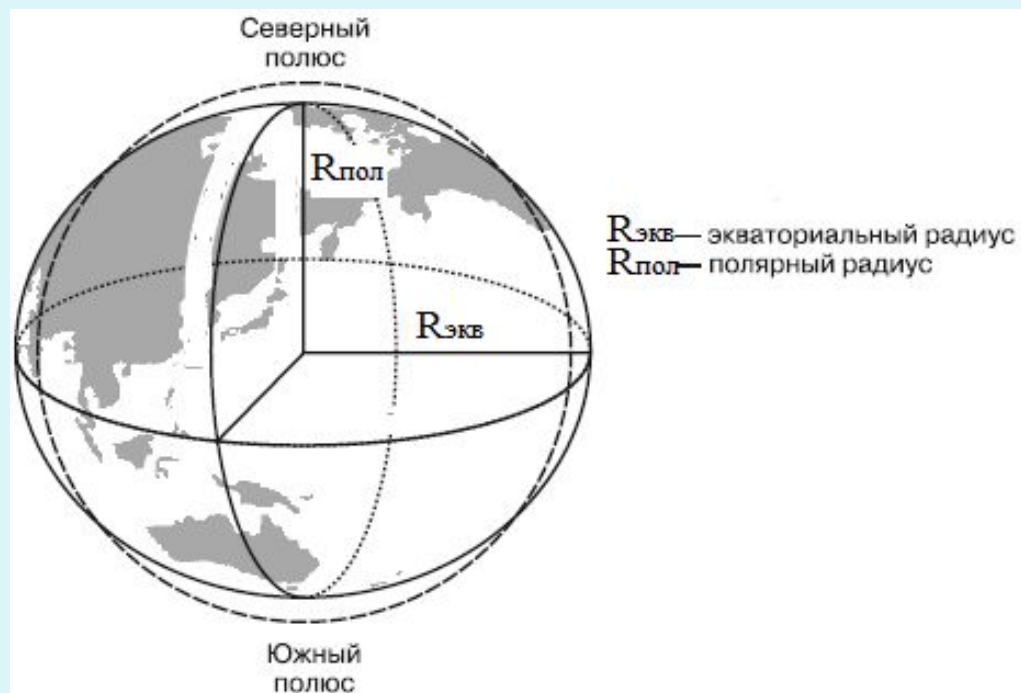 Северный
полюс
Rпол
Rэкв— экваториальный радиус
Rпол— полярный радиус
Rэкв
Южный
полюс